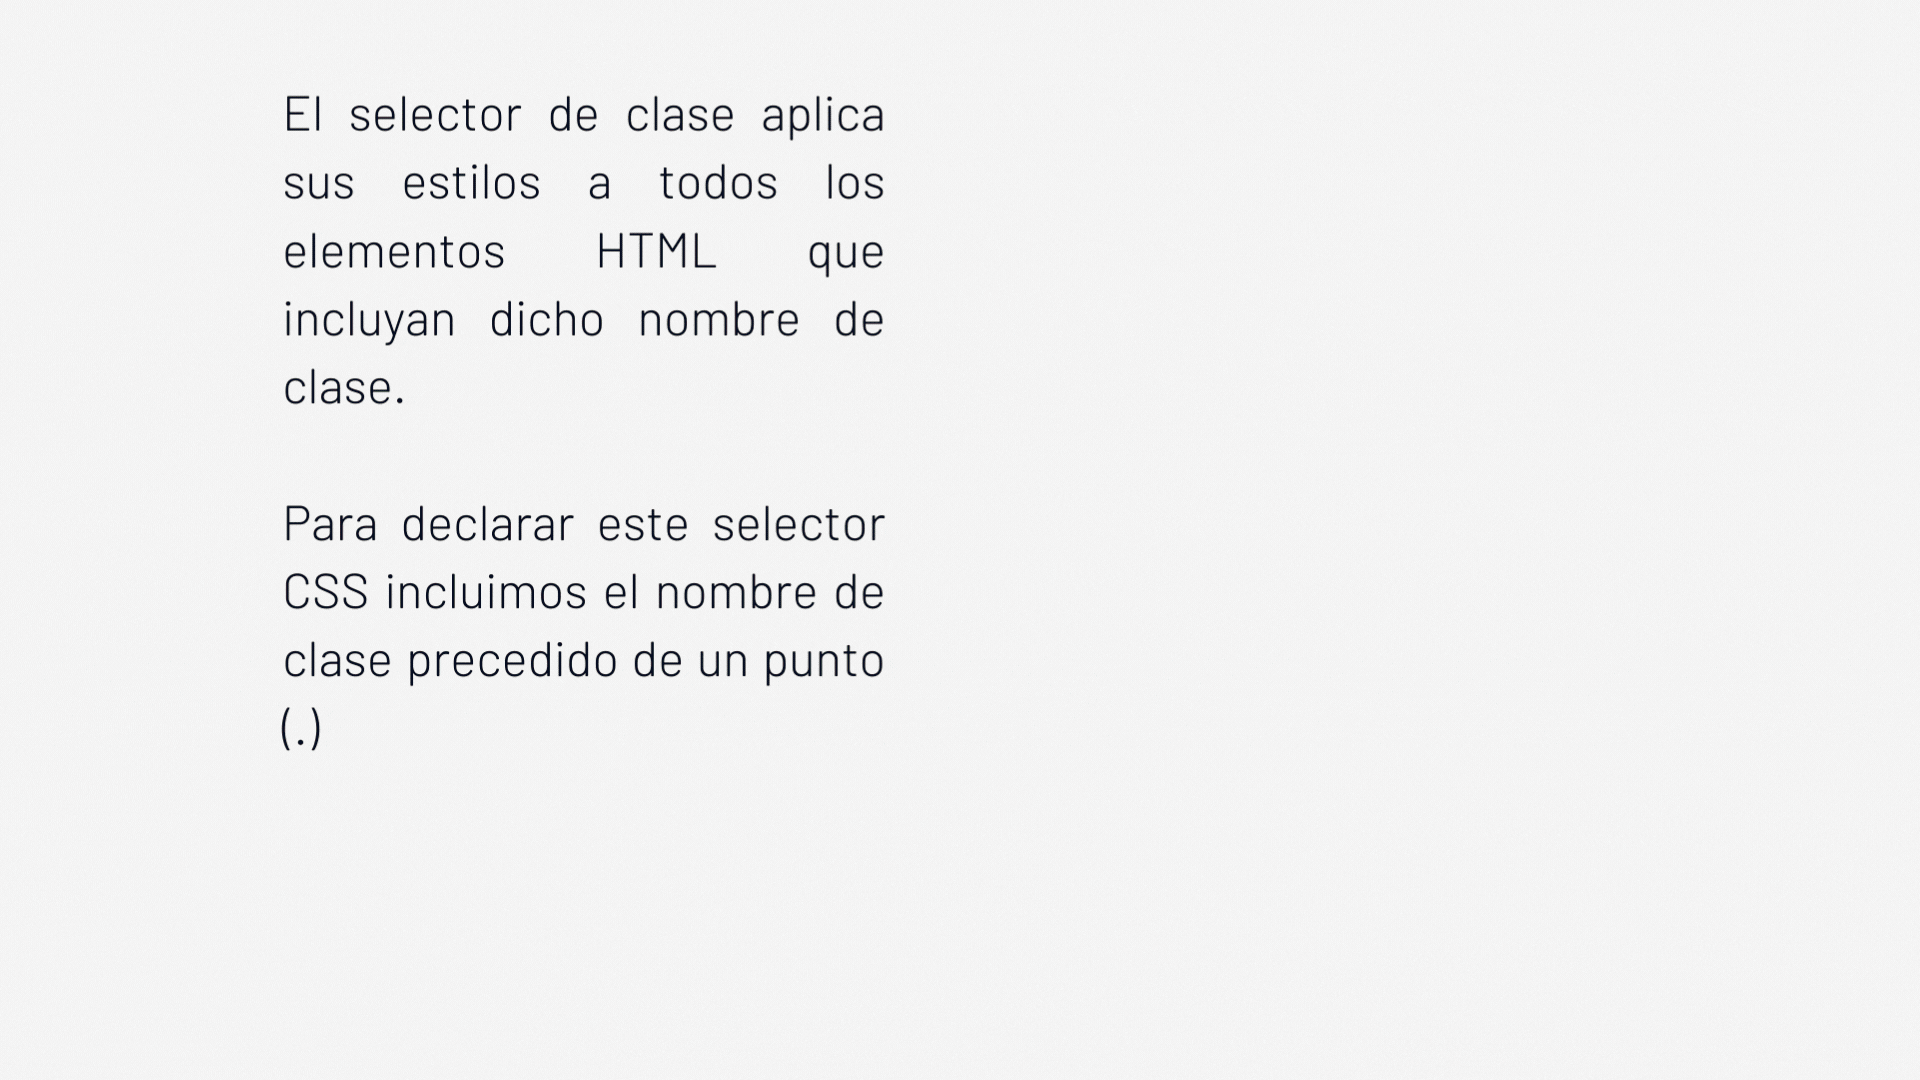 El selector de clase aplica
sus estilos a todos los
elementos HTML que
incluyan dicho nombre de
clase.
Para declarar este selector
CSS incluimos el nombre de
clase precedido de un punto
(.)